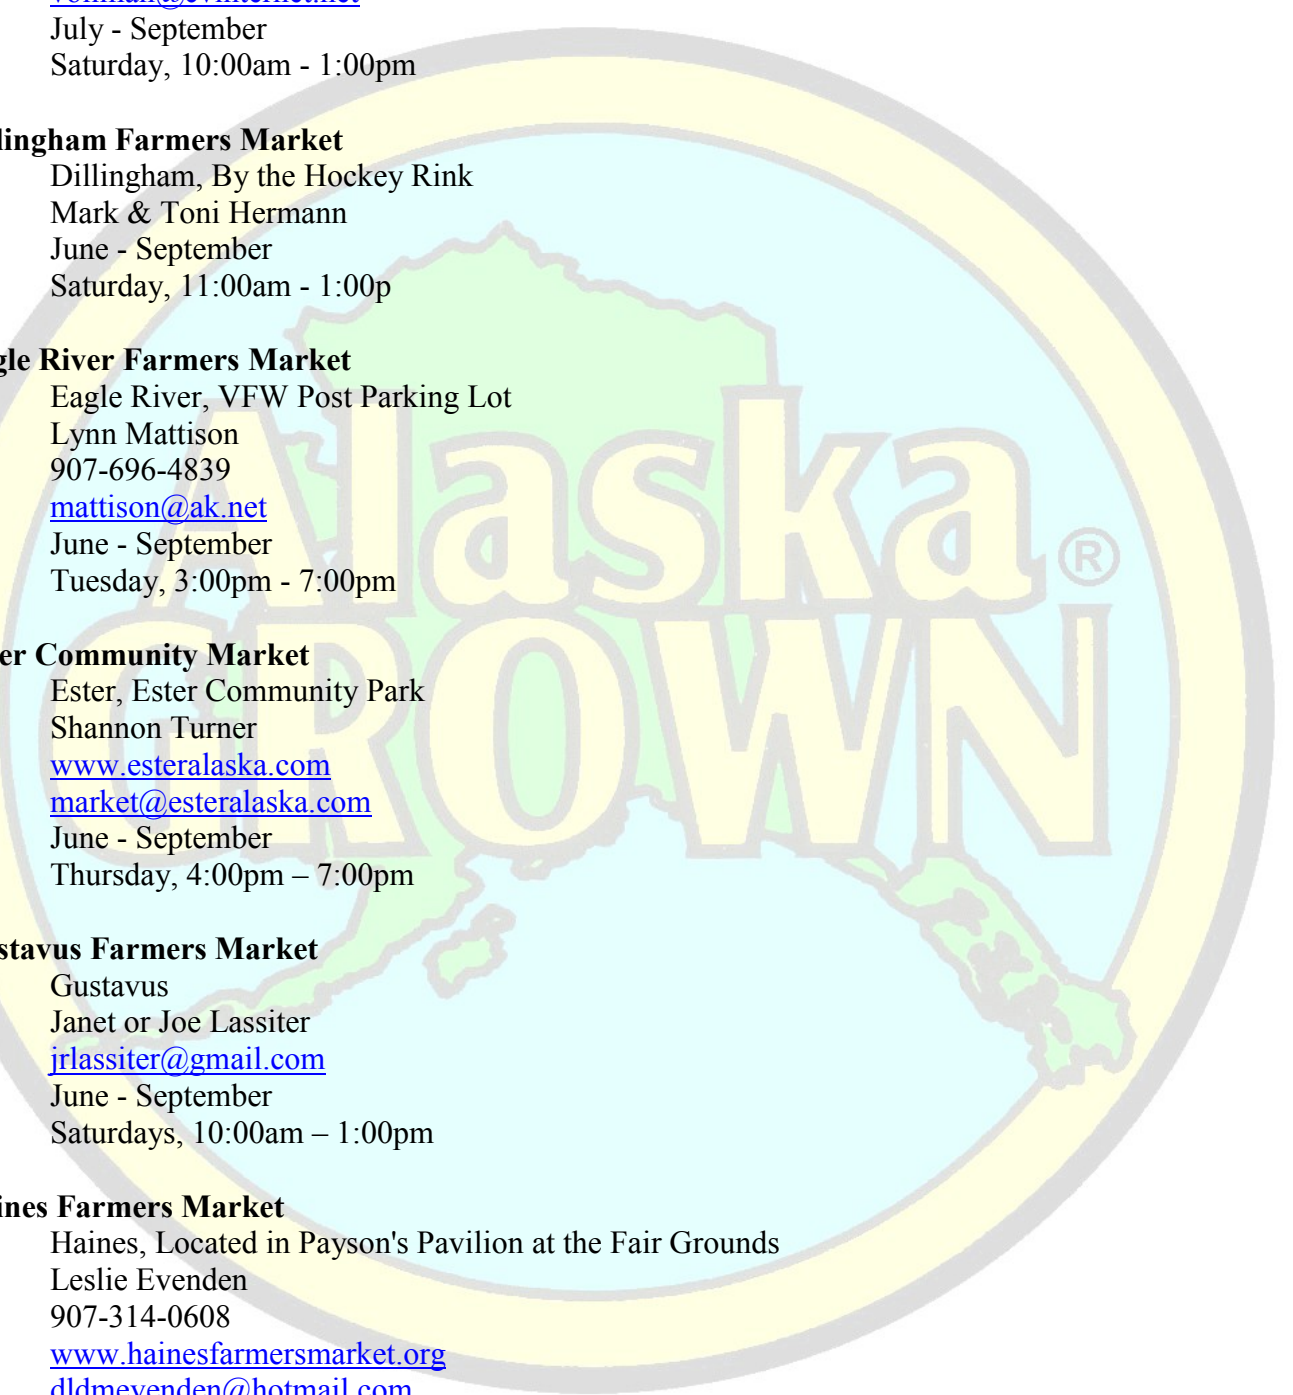 July - September
Saturday, 10:00am - 1:00pm
lingham Farmers Market
Dillingham, By the Hockey Rink
Mark & Toni Hermann
June - September
Saturday, 11:00am - 1:00p
gle River Farmers Market
Eagle River, VFW Post Parking Lot
Lynn Mattison
907-696-4839
mattison@ak.net
June - September
Tuesday, 3:00pm - 7:00pm
er Community Market
Ester, Ester Community Park
Shannon Turner
www.esteralaska.com
market@esteralaska.com
June - September
Thursday, 4:00pm – 7:00pm
stavus Farmers Market
Gustavus
Janet or Joe Lassiter
jrlassiter@gmail.com
June - September
Saturdays, 10:00am – 1:00pm
ines Farmers Market
Haines, Located in Payson's Pavilion at the Fair Grounds
Leslie Evenden
907-314-0608
www.hainesfarmersmarket.org
dldmevenden@hotmail.com
Alaska
GROWN
®